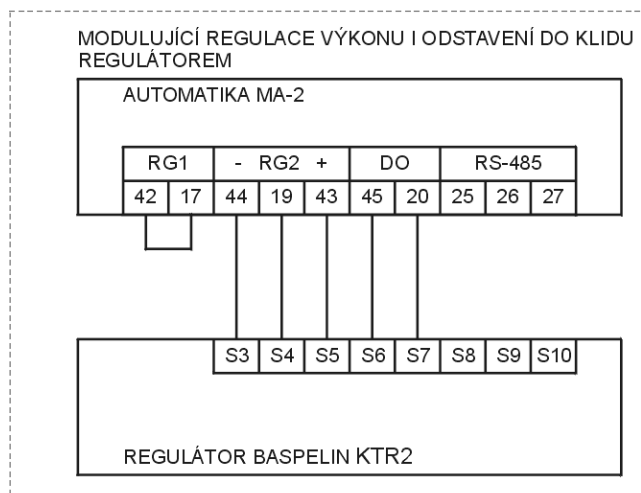 MODULUJÍCÍ REGULACE VÝKONU I ODSTAVENÍ DO KLIDU
REGULÁTOREM
AUTOMATIKA MA-2
RG1 - RG2 + DO RS-485
42 17 44 19 43 45 20 25 26 27
S3 S4 S5 S6 S7 S8 S9 S10
REGULÁTOR BASPELIN KTR2